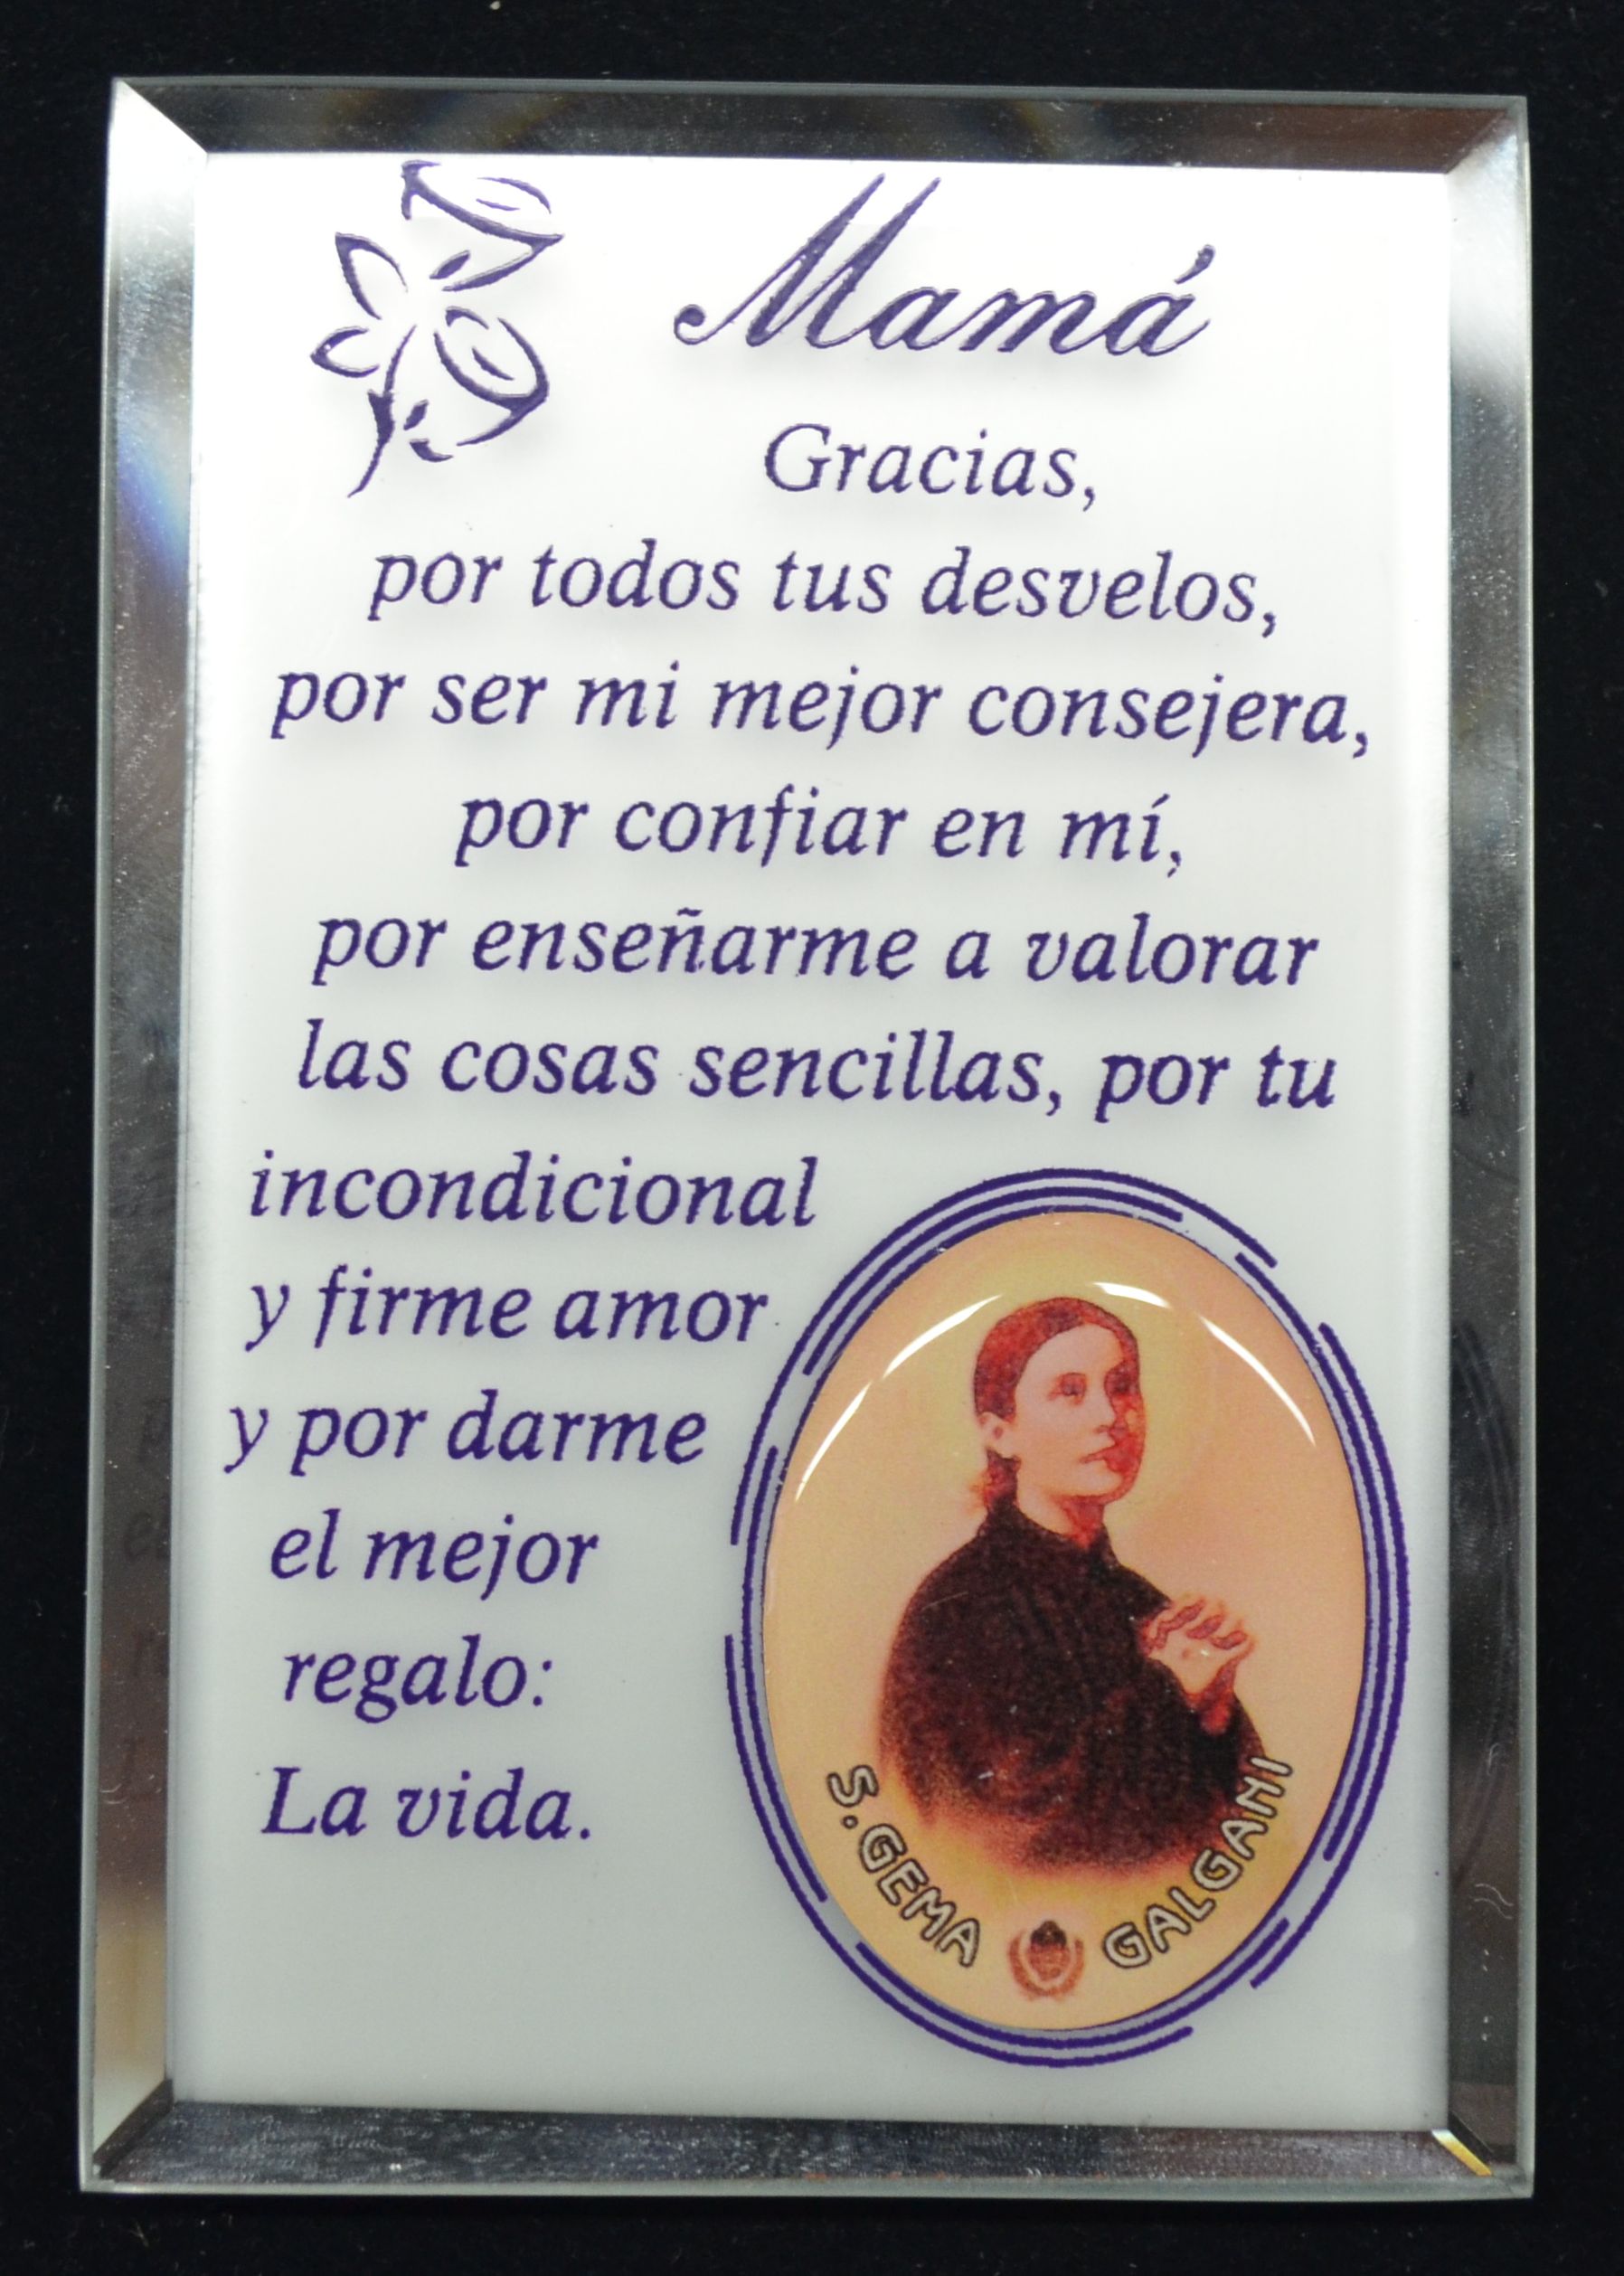 Mamá
Gracias,
por todos tus desvelos,
por ser mi mejor consejera,
por confiar en mí,
por enseñarme a valorar
las cosas sencillas, por tu
incondicional
y firme amor
y por darme
el mejor
regalo:
La vida.
S.GEMA GALGANI